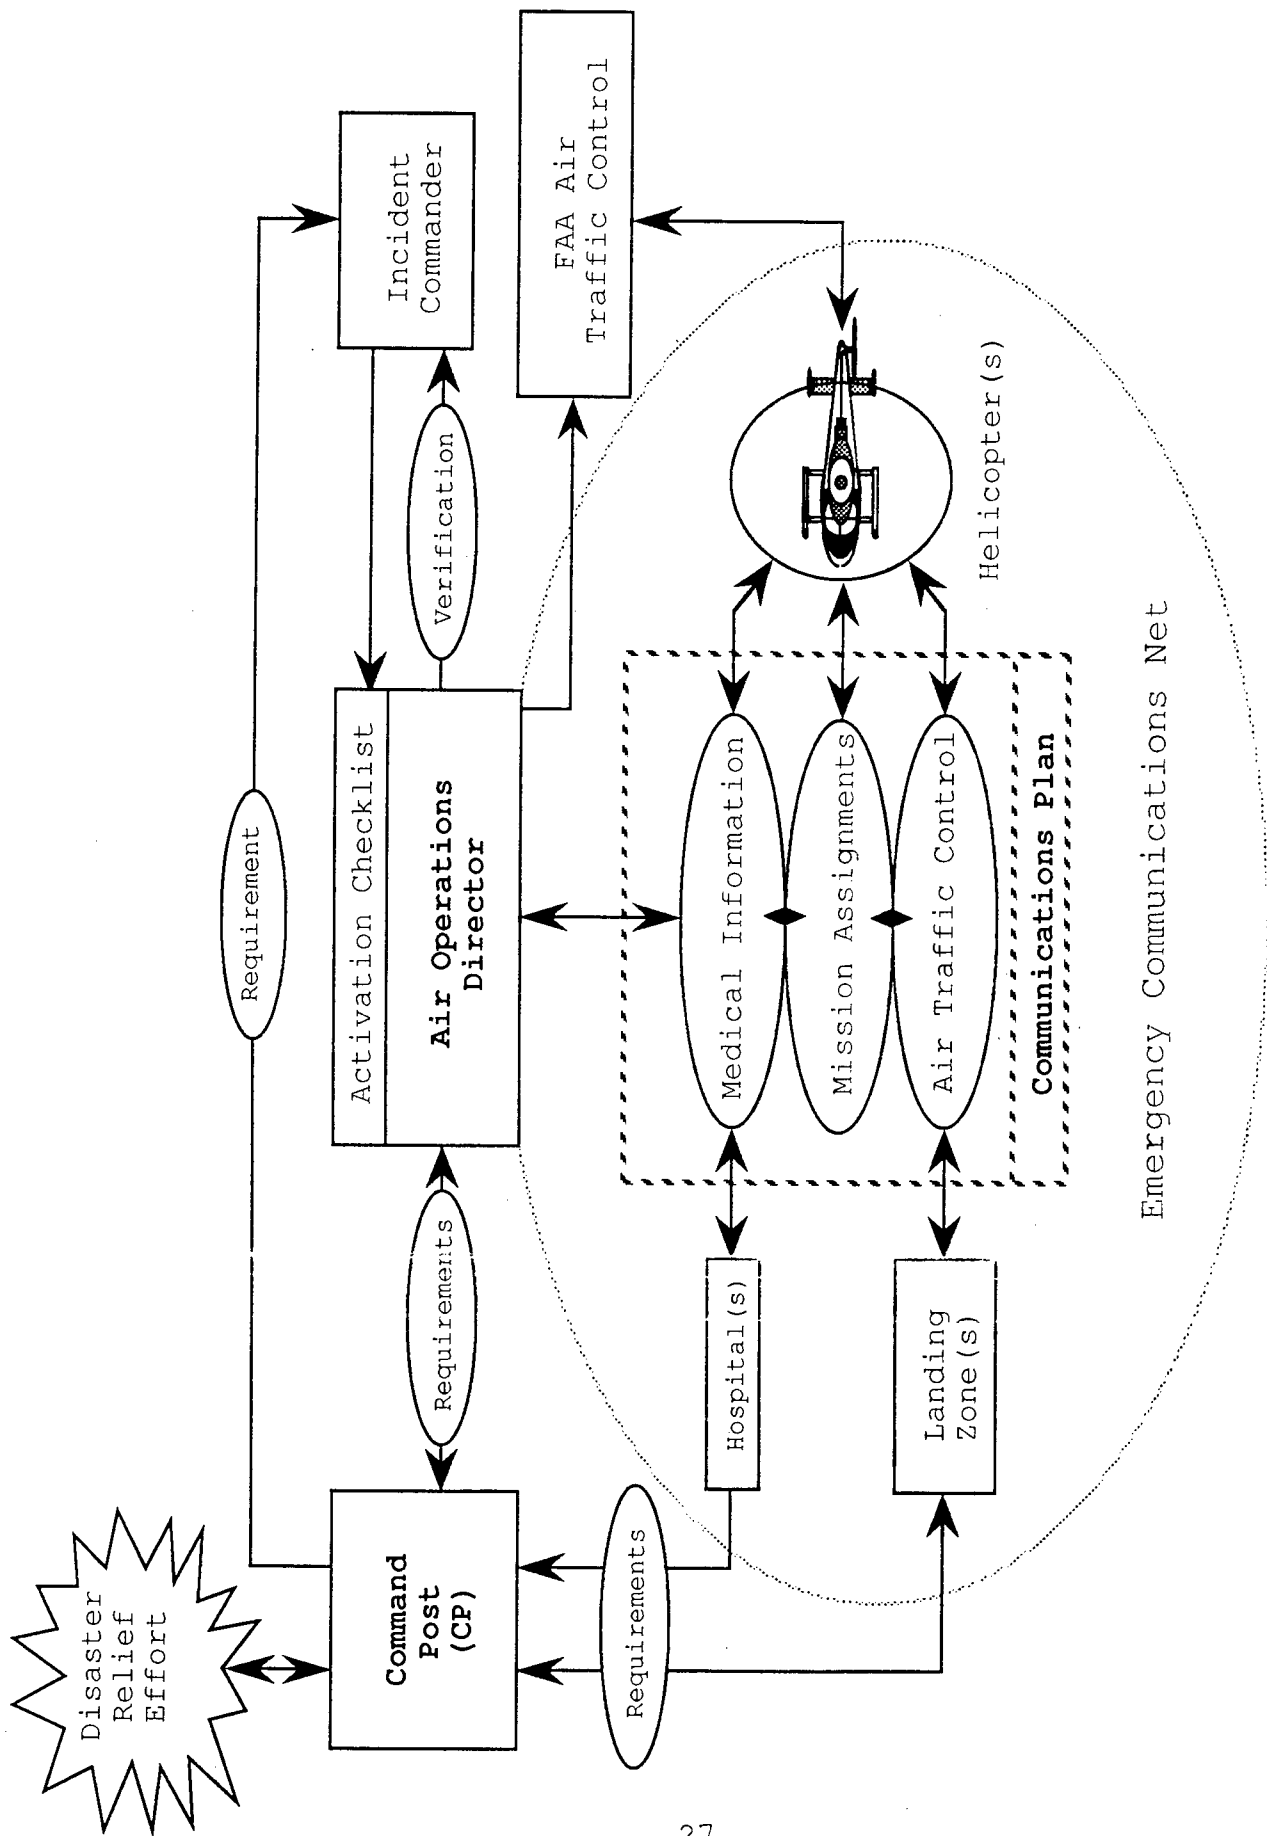 Disaster
Relief
Effort
Requirement
Command
Post
(CP)
Requirements
Activation Checklist
Air Operations
Director
Verification
Incident
Commander
FAA Air
Traffic Control
Requirements
Hospital(s)
Landing
Zone(s)
Medical Information
Mission Assignments
Air Traffic Control
Communications Plan
Helicopter(s)
Emergency Communications Net
27